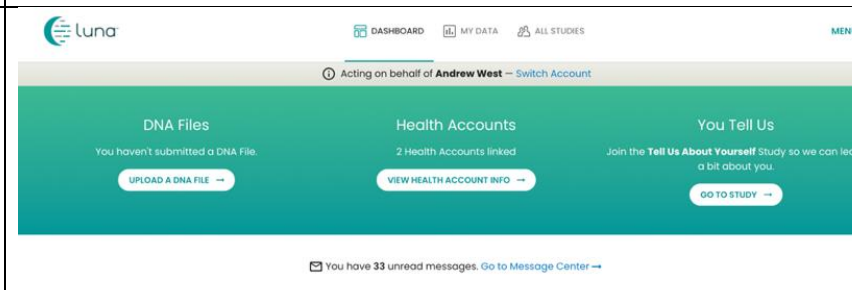 luna
DASHBOARD MY DATA ALL STUDIES MENU
Acting on behalf of Andrew West – Switch Account
DNA Files
You haven't submitted a DNA File.
UPLOAD A DNA FILE →
Health Accounts
2 Health Accounts linked
VIEW HEALTH ACCOUNT INFO →
You Tell Us
Join the Tell Us About Yourself Study so we can lea
a bit about you.
GO TO STUDY →
You have 33 unread messages. Go to Message Center →